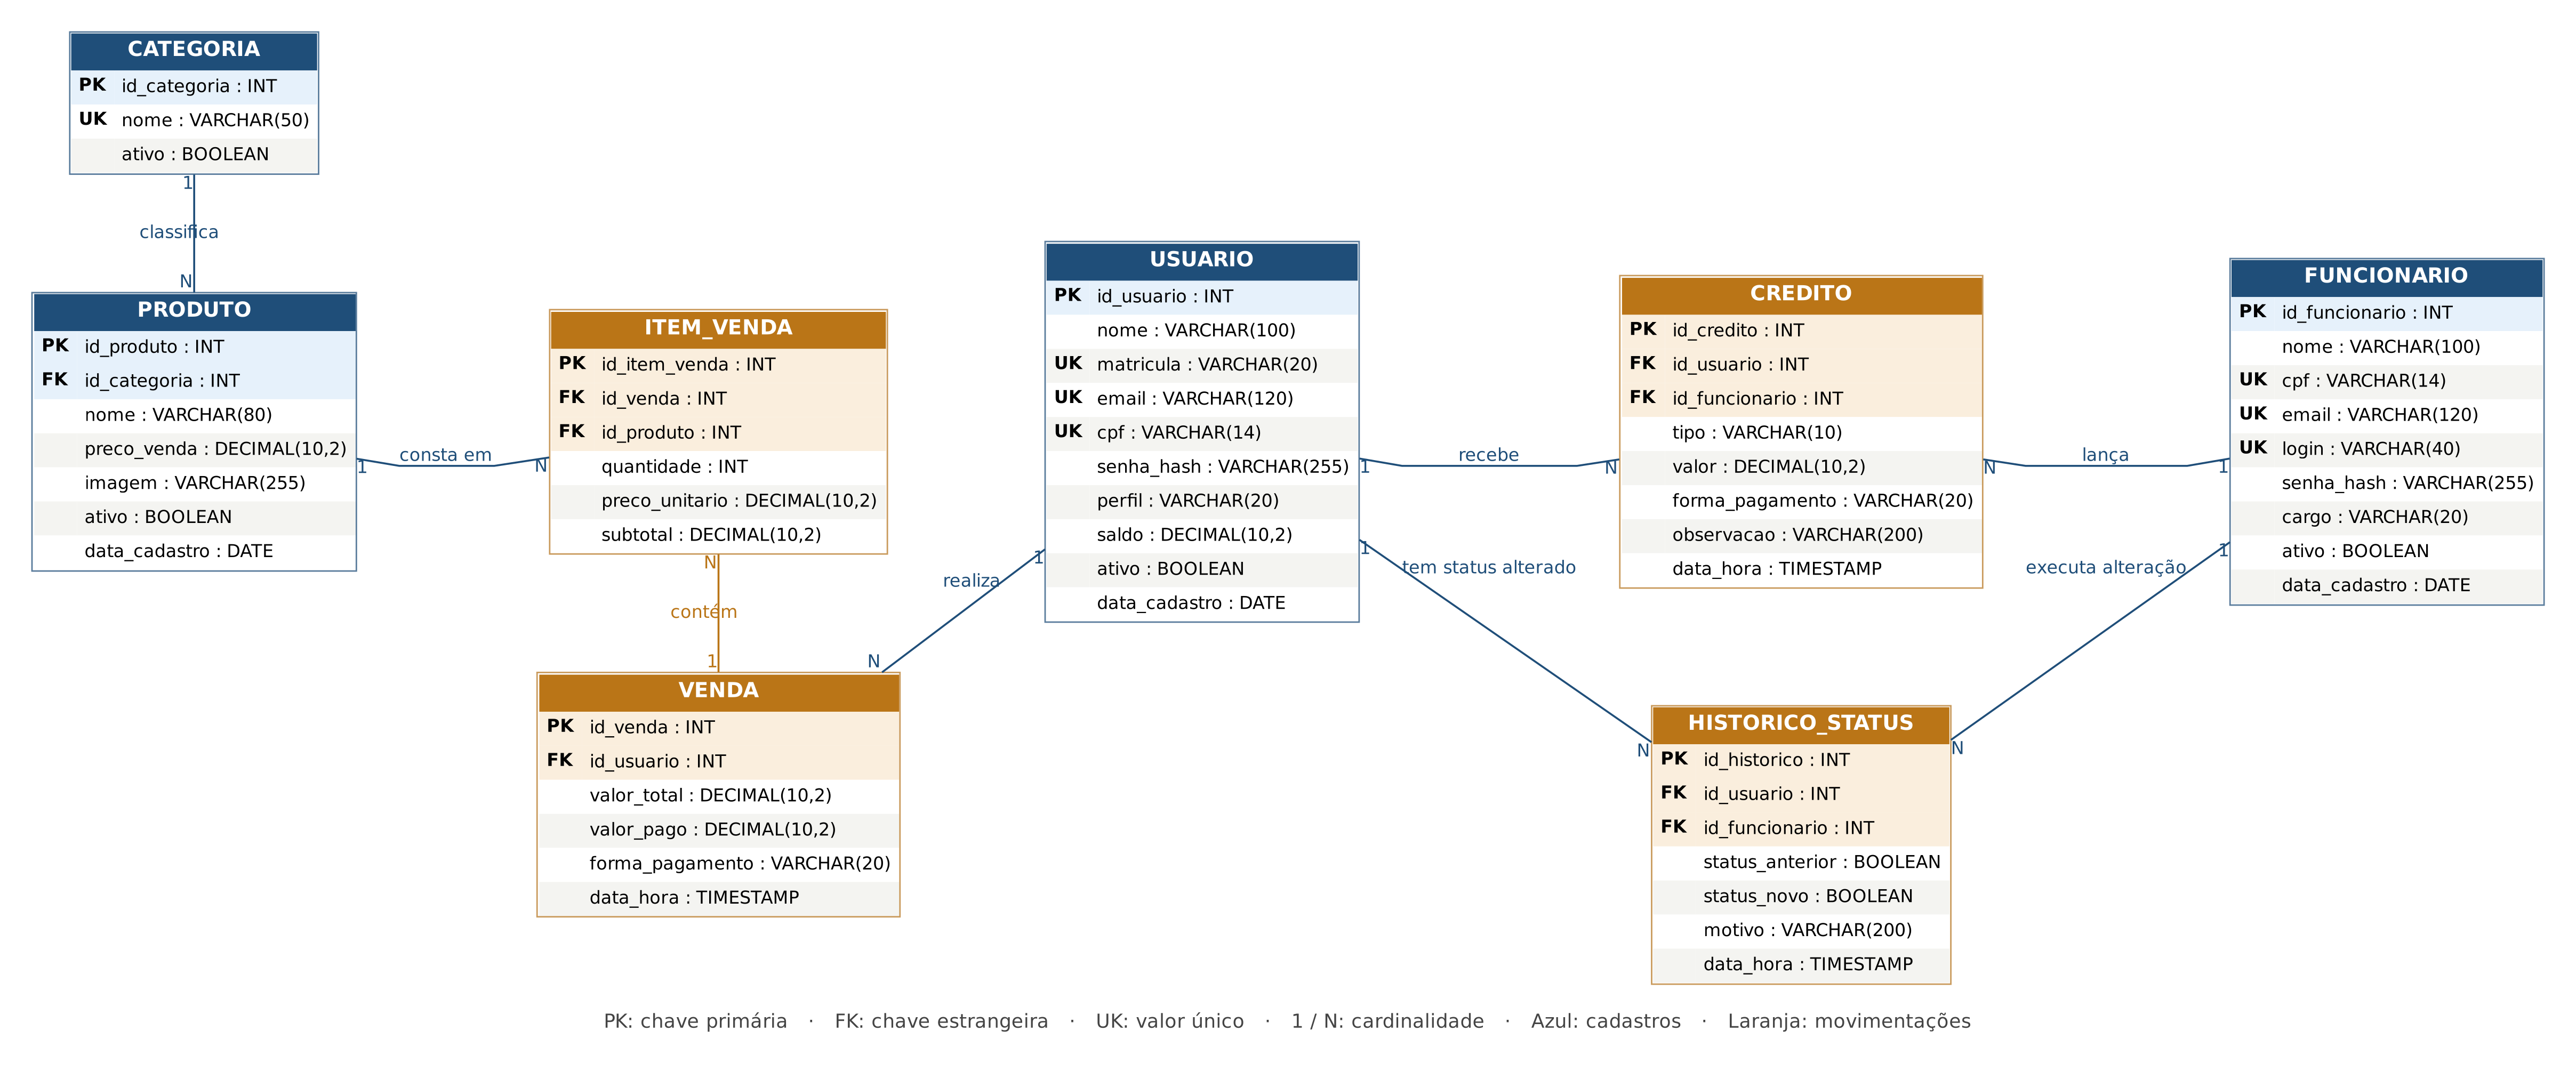 CATEGORIA
PK id_categoria : INT
UK nome : VARCHAR(50)
ativo : BOOLEAN
1
classifica
N
PRODUTO
PK id_produto : INT
FK id_categoria : INT
nome : VARCHAR(80)
preco_venda : DECIMAL(10,2)
imagem : VARCHAR(255)
ativo : BOOLEAN
data_cadastro : DATE
1
consta em
N
ITEM_VENDA
PK id_item_venda : INT
FK id_venda : INT
FK id_produto : INT
quantidade : INT
preco_unitario : DECIMAL(10,2)
subtotal : DECIMAL(10,2)
N
contém
1
VENDA
PK id_venda : INT
FK id_usuario : INT
valor_total : DECIMAL(10,2)
valor_pago : DECIMAL(10,2)
forma_pagamento : VARCHAR(20)
data_hora : TIMESTAMP
N
realiza
1
USUARIO
PK id_usuario : INT
nome : VARCHAR(100)
UK matricula : VARCHAR(20)
UK email : VARCHAR(120)
UK cpf : VARCHAR(14)
senha_hash : VARCHAR(255)
perfil : VARCHAR(20)
saldo : DECIMAL(10,2)
ativo : BOOLEAN
data_cadastro : DATE
1
recebe
N
1
tem status alterado
N
CREDITO
PK id_credito : INT
FK id_usuario : INT
FK id_funcionario : INT
tipo : VARCHAR(10)
valor : DECIMAL(10,2)
forma_pagamento : VARCHAR(20)
observacao : VARCHAR(200)
data_hora : TIMESTAMP
N
lança
1
FUNCIONARIO
PK id_funcionario : INT
nome : VARCHAR(100)
UK cpf : VARCHAR(14)
UK email : VARCHAR(120)
UK login : VARCHAR(40)
senha_hash : VARCHAR(255)
cargo : VARCHAR(20)
ativo : BOOLEAN
data_cadastro : DATE
1
executa alteração
N
HISTORICO_STATUS
PK id_historico : INT
FK id_usuario : INT
FK id_funcionario : INT
status_anterior : BOOLEAN
status_novo : BOOLEAN
motivo : VARCHAR(200)
data_hora : TIMESTAMP
PK: chave primária · FK: chave estrangeira · UK: valor único · 1 / N: cardinalidade · Azul: cadastros · Laranja: movimentações